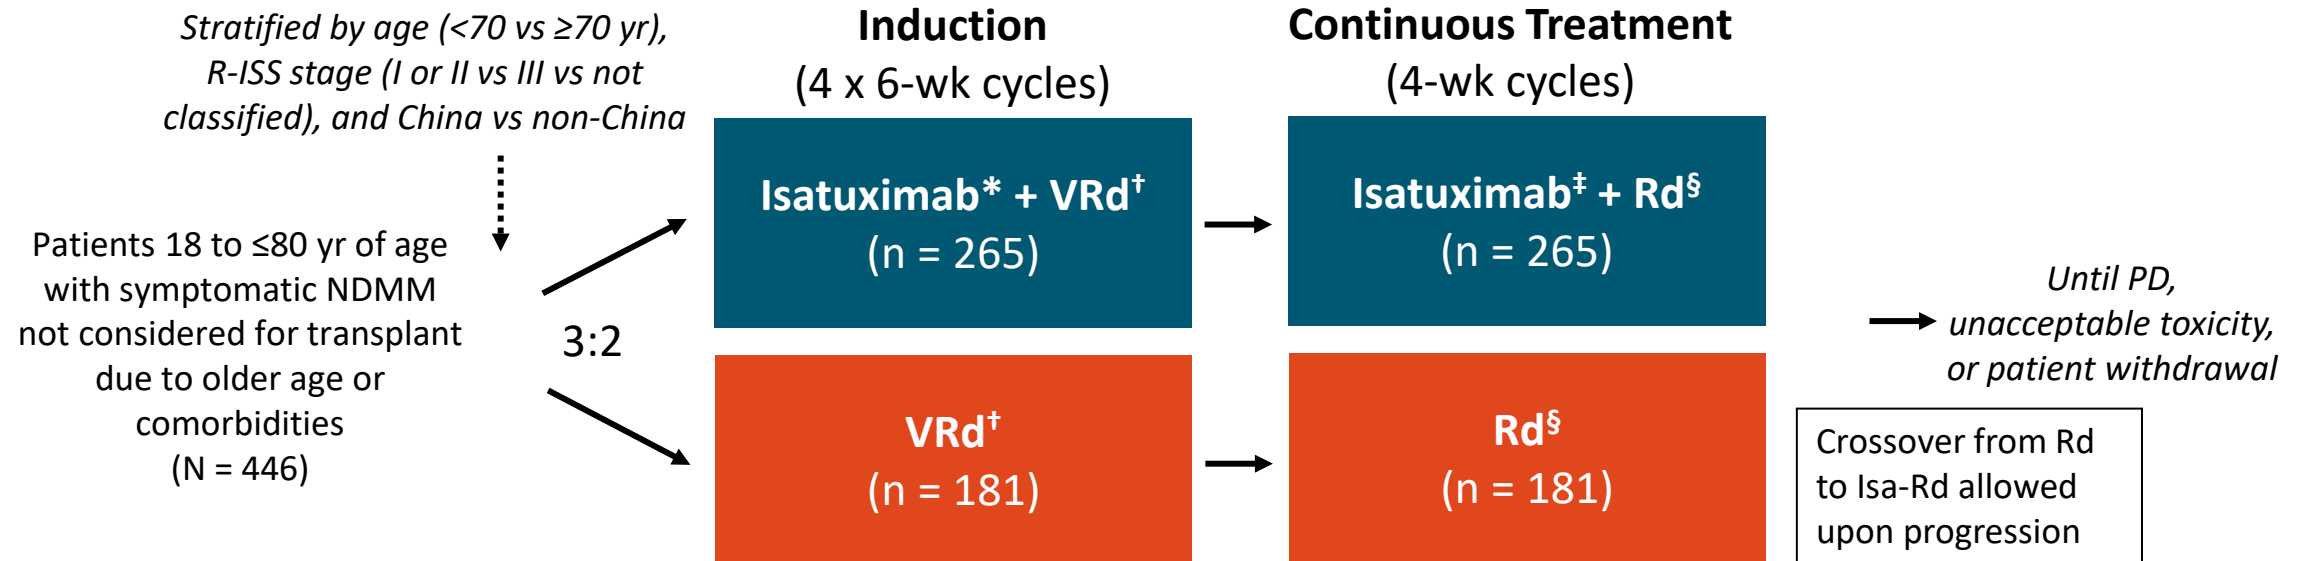 Stratified by age (<70 vs ≥70 yr),
R-ISS stage (I or II vs III vs not
classified), and China vs non-China
Patients 18 to ≤80 yr of age
with symptomatic NDMM
not considered for transplant
due to older age or
comorbidities
(N = 446)
3:2
Induction
(4 x 6-wk cycles)
Isatuximab* + VRd†
(n = 265)
VRd†
(n = 181)
Continuous Treatment
(4-wk cycles)
Isatuximab‡ + Rd§
(n = 265)
Rd§
(n = 181)
Until PD,
unacceptable toxicity,
or patient withdrawal
Crossover from Rd
to Isa-Rd allowed
upon progression